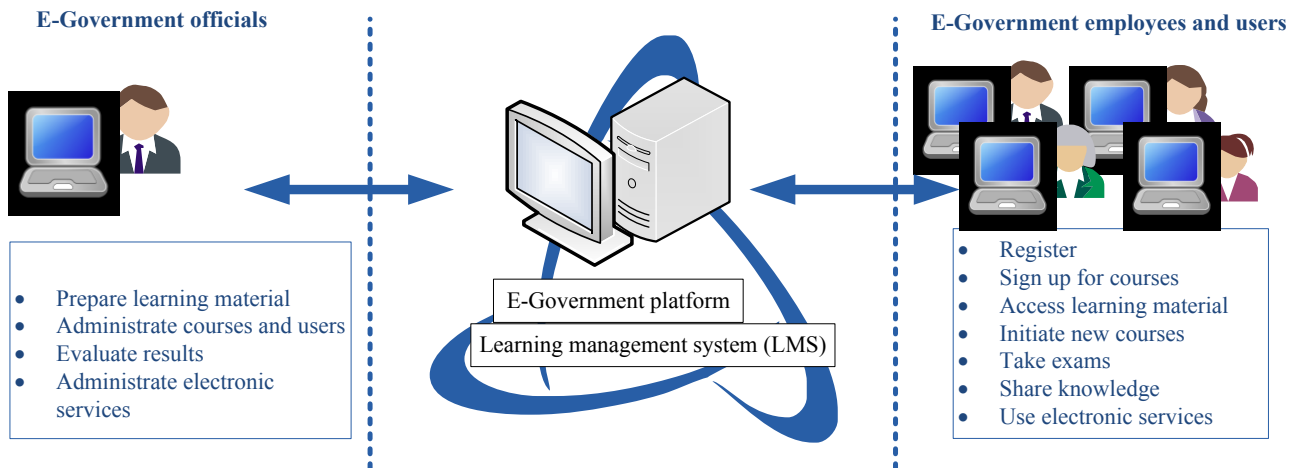 E-Government officials
• Prepare learning material
• Administrate courses and users
• Evaluate results
• Administrate electronic
services
E-Government platform
Learning management system (LMS)
E-Government employees and users
• Register
• Sign up for courses
• Access learning material
• Initiate new courses
• Take exams
• Share knowledge
• Use electronic services